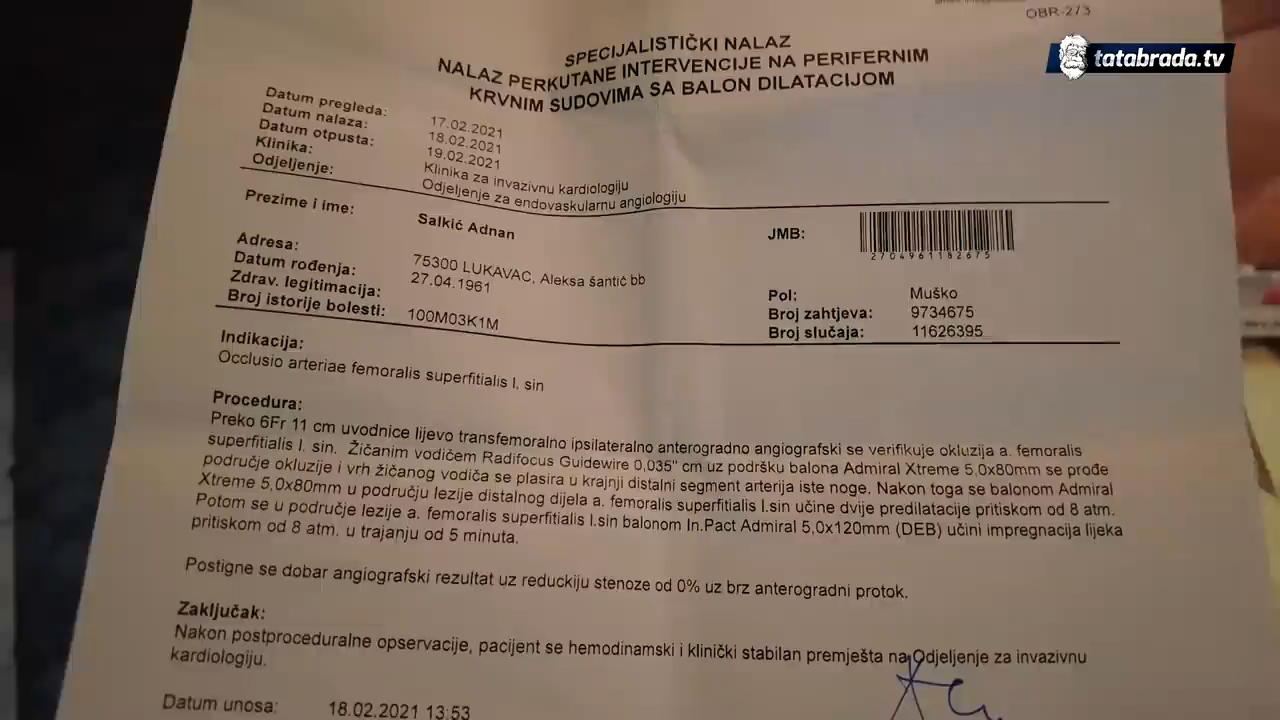 OBR-273
tatabrada.tv
SPECIJALISTIČKI NALAZ
NALAZ PERKUTANE INTERVENCIJE NA PERIFERNIM
KRVNIM SUDOVIMA SA BALON DILATACIJOM
Datum pregleda: 17.02.2021
Datum nalaza: 18.02.2021
Datum otpusta: 19.02.2021
Klinika: Klinika za invazivnu kardiologiju
Odjeljenje: Odjeljenje za endovaskularnu angiologiju
Prezime i ime: Salkić Adnan
JMB:
2704961182675
Adresa: 75300 LUKAVAC, Aleksa šantić bb
Datum rođenja: 27.04.1961
Zdrav. legitimacija:
Broj istorije bolesti: 100M03K1M
Pol: Muško
Broj zahtjeva: 9734675
Broj slučaja: 11626395
Indikacija:
Occlusio arteriae femoralis superfitialis l. sin
Procedura:
Preko 6Fr 11 cm uvodnice lijevo transfemoralno ipsilateralno anterogradno angiografski se verifikuje okluzija a. femoralis
superfitialis l. sin. Žičanim vodičem Radifocus Guidewire 0,035" cm uz podršku balona Admiral Xtreme 5,0x80mm se prođe
područje okluzije i vrh žičanog vodiča se plasira u krajnji distalni segment arterija iste noge. Nakon toga se balonom Admiral
Xtreme 5,0x80mm u području lezije distalnog dijela a. femoralis superfitialis l.sin učine dvije predilatacije pritiskom od 8 atm.
Potom se u područje lezije a. femoralis superfitialis l.sin balonom In.Pact Admiral 5,0x120mm (DEB) učini impregnacija lijeka
pritiskom od 8 atm. u trajanju od 5 minuta.
Postigne se dobar angiografski rezultat uz reduckiju stenoze od 0% uz brz anterogradni protok.
Zaključak:
Nakon postproceduralne opservacije, pacijent se hemodinamski i klinički stabilan premješta na Odjeljenje za invazivnu
kardiologiju.
Datum unosa: 18.02.2021 13:53